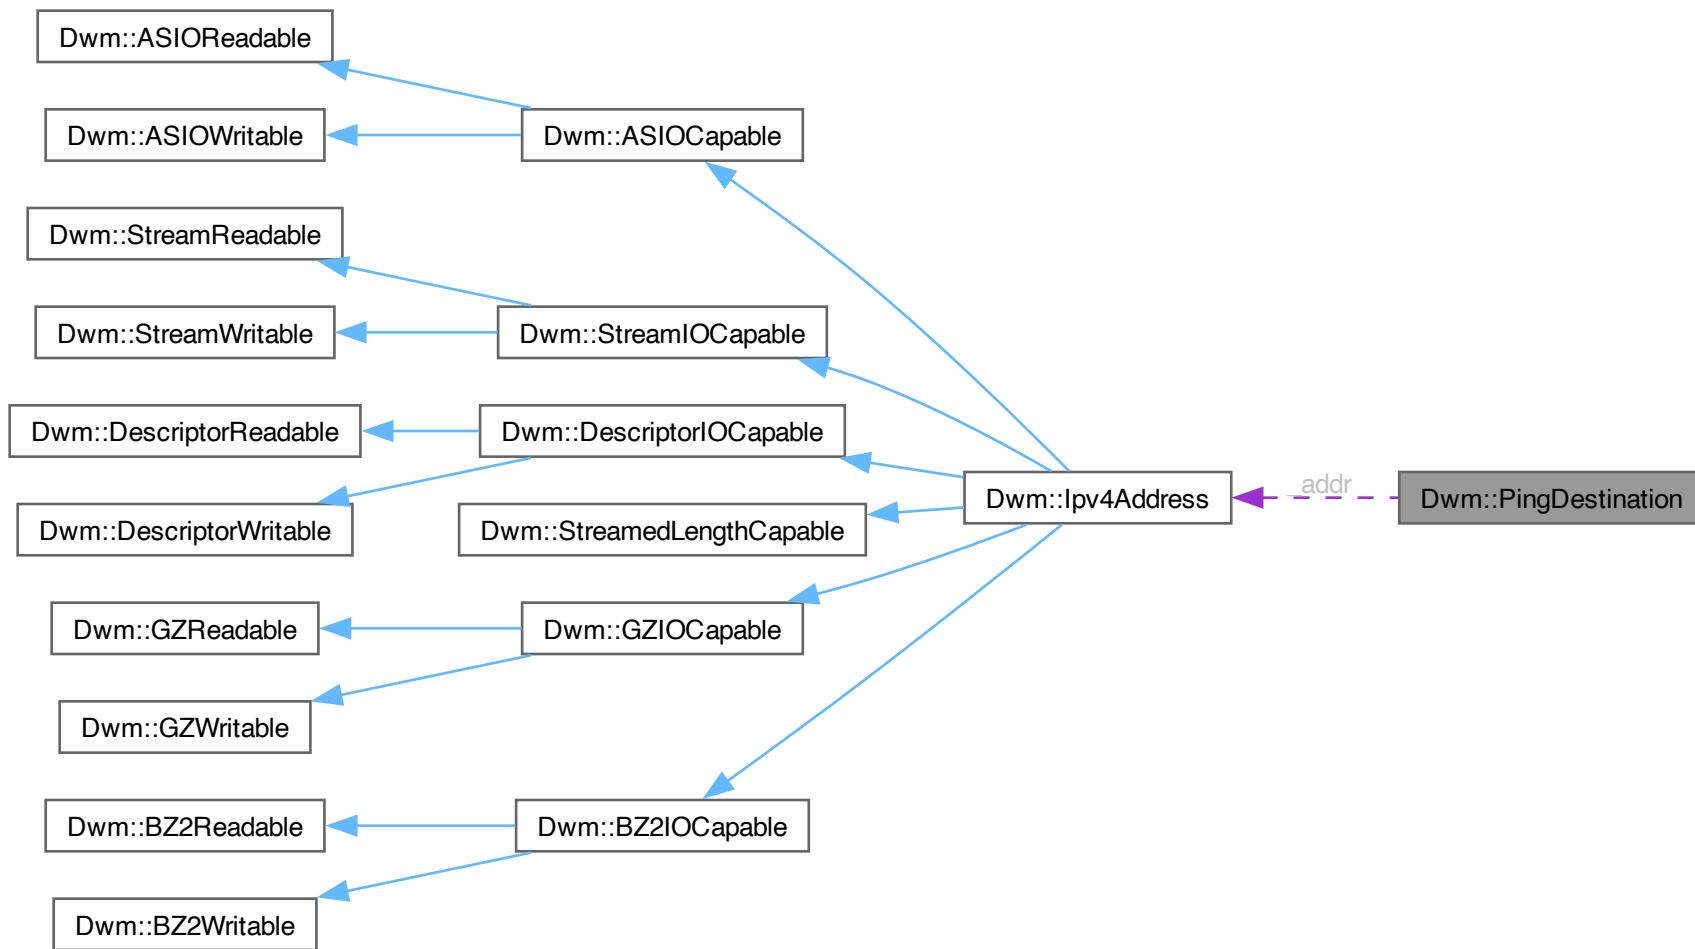 Dwm::ASIOReadable
Dwm::ASIOWritable
Dwm::ASIOCapable
Dwm::StreamReadable
Dwm::StreamWritable
Dwm::StreamIOCapable
Dwm::DescriptorReadable
Dwm::DescriptorIOCapable
Dwm::DescriptorWritable
Dwm::StreamedLengthCapable
Dwm::Ipv4Address
_addr
Dwm::PingDestination
Dwm::GZReadable
Dwm::GZIOCapable
Dwm::GZWritable
Dwm::BZ2Readable
Dwm::BZ2IOCapable
Dwm::BZ2Writable